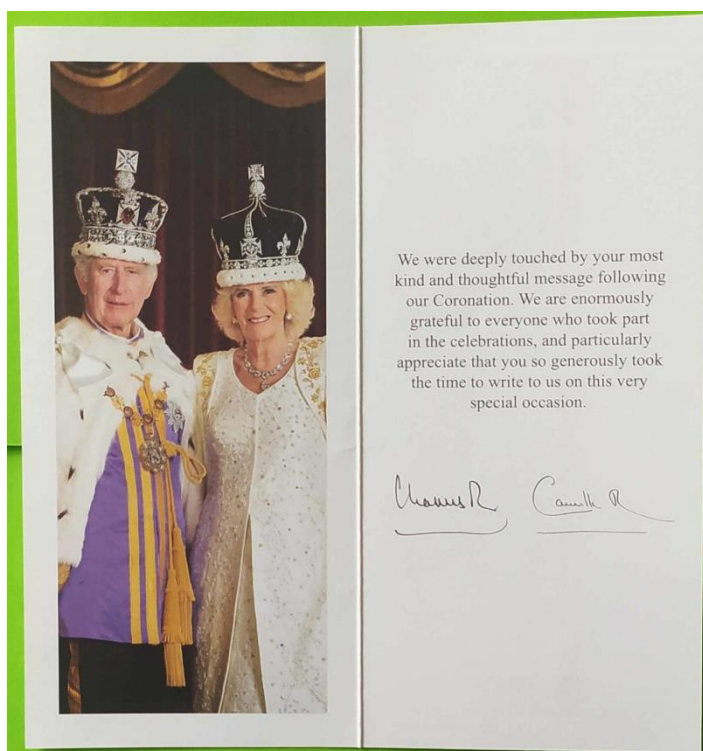 We were deeply touched by your most
kind and thoughtful message following
our Coronation. We are enormously
grateful to everyone who took part
in the celebrations, and particularly
appreciate that you so generously took
the time to write to us on this very
special occasion.
Charles R Camilla R